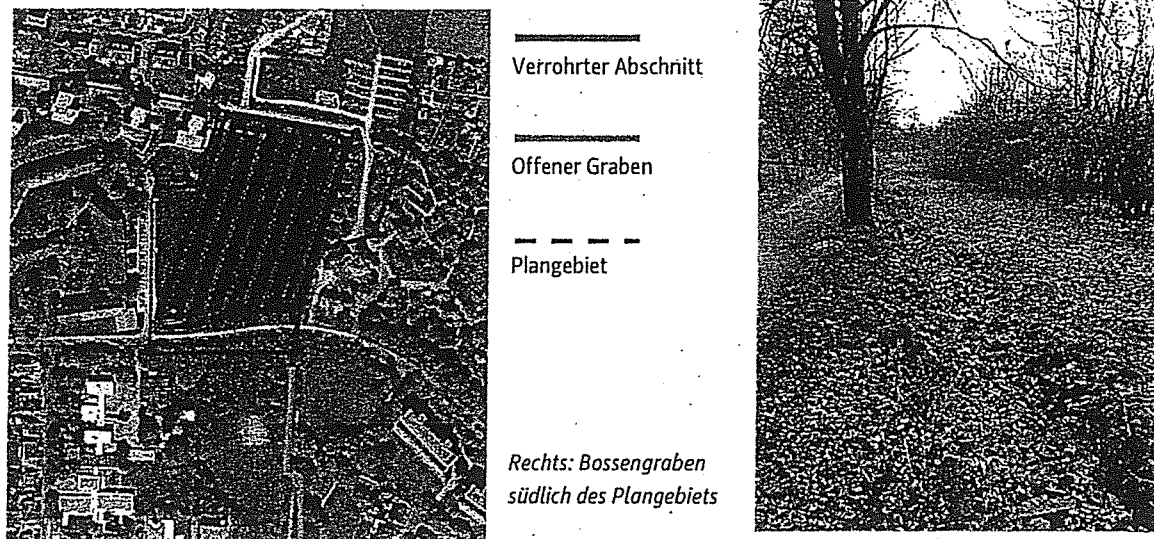 Verrohrter Abschnitt
Offener Graben
Plangebiet
Rechts: Bossengraben
südlich des Plangebiets